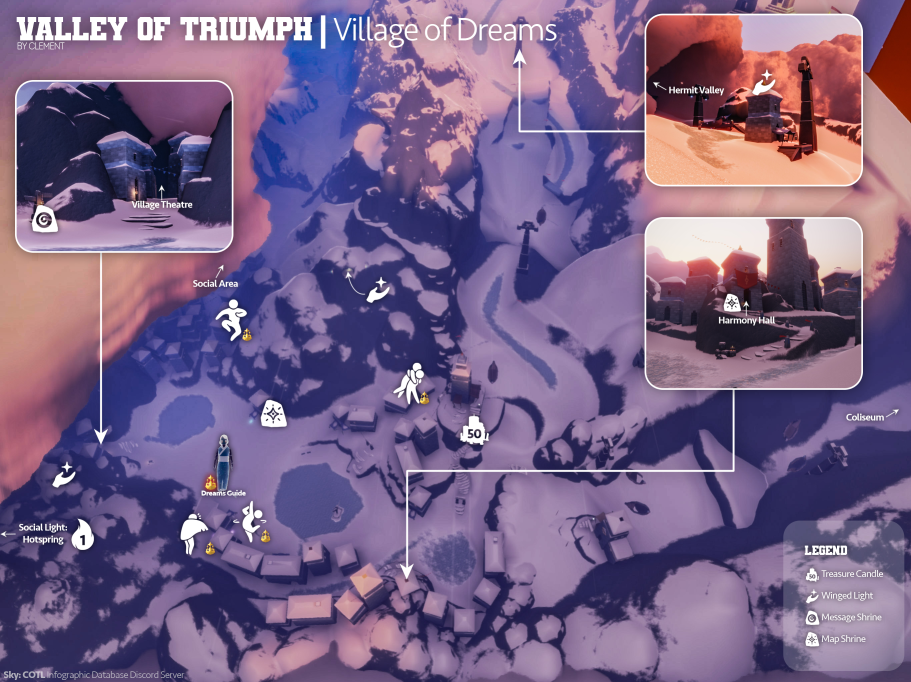 VALLEY OF TRIUMPH | Village of Dreams
BY CLEMENT
Hermit Valley
Village Theatre
Social Area
Harmony Hall
Coliseum
50
Dreams Guide
Social Light:
Hotspring
1
LEGEND
Treasure Candle
Winged Light
Message Shrine
Map Shrine
Sky: COTL Infographic Database Discord Server